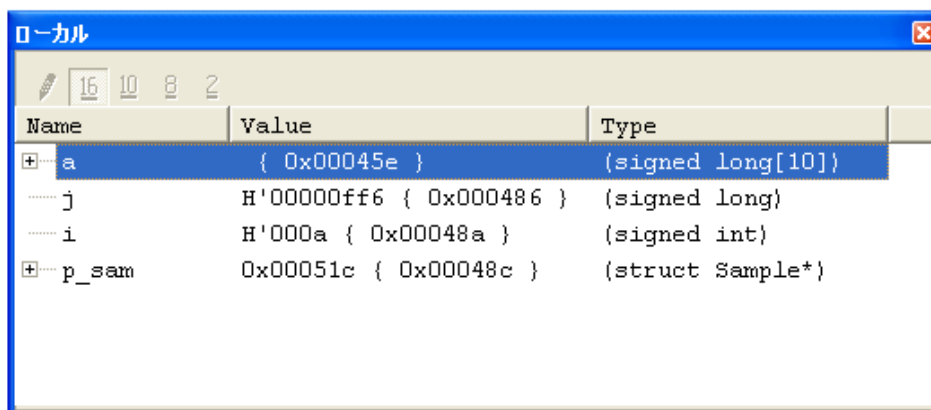 ローカル
16 10 8 2
Name Value Type
a { 0x00045e } (signed long[10])
j H'00000ff6 { 0x000486 } (signed long)
i H'000a { 0x00048a } (signed int)
p_sam 0x00051c { 0x00048c } (struct Sample*)